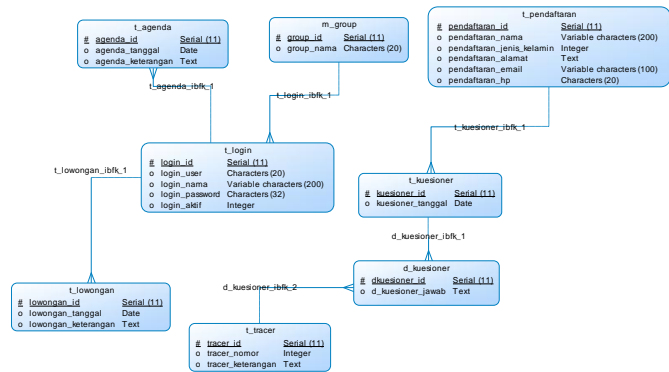 t_agenda
# agenda_id Serial (11)
o agenda_tanggal Date
o agenda_keterangan Text
m_group
# group_id Serial (11)
o group_nama Characters (20)
t_pendaftaran
# pendaftaran_id Serial (11)
o pendaftaran_nama Variable characters (200)
o pendaftaran_jenis_kelamin Integer
o pendaftaran_alamat Text
o pendaftaran_email Variable characters (100)
o pendaftaran_hp Characters (20)
t_agenda_ibfk_1
t_login_ibfk_1
t_kuesioner_ibfk_1
t_login
# login_id Serial (11)
o login_user Characters (20)
o login_nama Variable characters (200)
o login_password Characters (32)
o login_aktif Integer
t_lowongan_ibfk_1
t_kuesioner
# kuesioner_id Serial (11)
o kuesioner_tanggal Date
d_kuesioner_ibfk_1
d_kuesioner
# dkuesioner_id Serial (11)
o d_kuesioner_jawab Text
t_lowongan
# lowongan_id Serial (11)
o lowongan_tanggal Date
o lowongan_keterangan Text
d_kuesioner_ibfk_2
t_tracer
# tracer_id Serial (11)
o tracer_nomor Integer
o tracer_keterangan Text